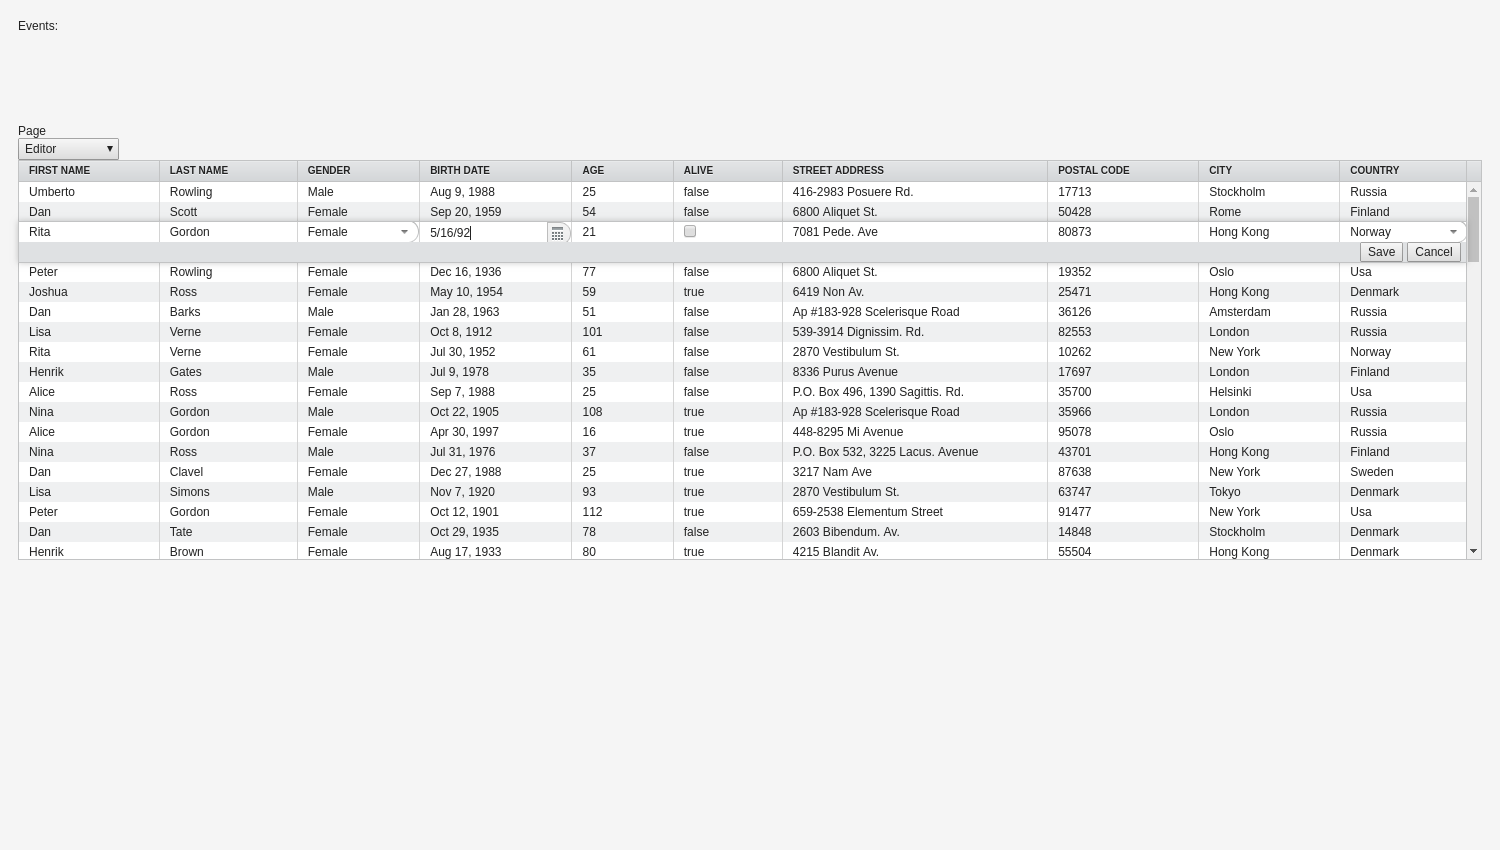 Events:
Page
Editor
FIRST NAME LAST NAME GENDER BIRTH DATE AGE ALIVE STREET ADDRESS POSTAL CODE CITY COUNTRY
Umberto Rowling Male Aug 9, 1988 25 false 416-2983 Posuere Rd. 17713 Stockholm Russia
Dan Scott Female Sep 20, 1959 54 false 6800 Aliquet St. 50428 Rome Finland
Rita Gordon Female 5/16/92 21 7081 Pede. Ave 80873 Hong Kong Norway
Save Cancel
Peter Rowling Female Dec 16, 1936 77 false 6800 Aliquet St. 19352 Oslo Usa
Joshua Ross Female May 10, 1954 59 true 6419 Non Av. 25471 Hong Kong Denmark
Dan Barks Male Jan 28, 1963 51 false Ap #183-928 Scelerisque Road 36126 Amsterdam Russia
Lisa Verne Female Oct 8, 1912 101 false 539-3914 Dignissim. Rd. 82553 London Russia
Rita Verne Female Jul 30, 1952 61 false 2870 Vestibulum St. 10262 New York Norway
Henrik Gates Male Jul 9, 1978 35 false 8336 Purus Avenue 17697 London Finland
Alice Ross Female Sep 7, 1988 25 false P.O. Box 496, 1390 Sagittis. Rd. 35700 Helsinki Usa
Nina Gordon Male Oct 22, 1905 108 true Ap #183-928 Scelerisque Road 35966 London Russia
Alice Gordon Female Apr 30, 1997 16 true 448-8295 Mi Avenue 95078 Oslo Russia
Nina Ross Male Jul 31, 1976 37 false P.O. Box 532, 3225 Lacus. Avenue 43701 Hong Kong Finland
Dan Clavel Female Dec 27, 1988 25 true 3217 Nam Ave 87638 New York Sweden
Lisa Simons Male Nov 7, 1920 93 true 2870 Vestibulum St. 63747 Tokyo Denmark
Peter Gordon Female Oct 12, 1901 112 true 659-2538 Elementum Street 91477 New York Usa
Dan Tate Female Oct 29, 1935 78 false 2603 Bibendum. Av. 14848 Stockholm Denmark
Henrik Brown Female Aug 17, 1933 80 true 4215 Blandit Av. 55504 Hong Kong Denmark